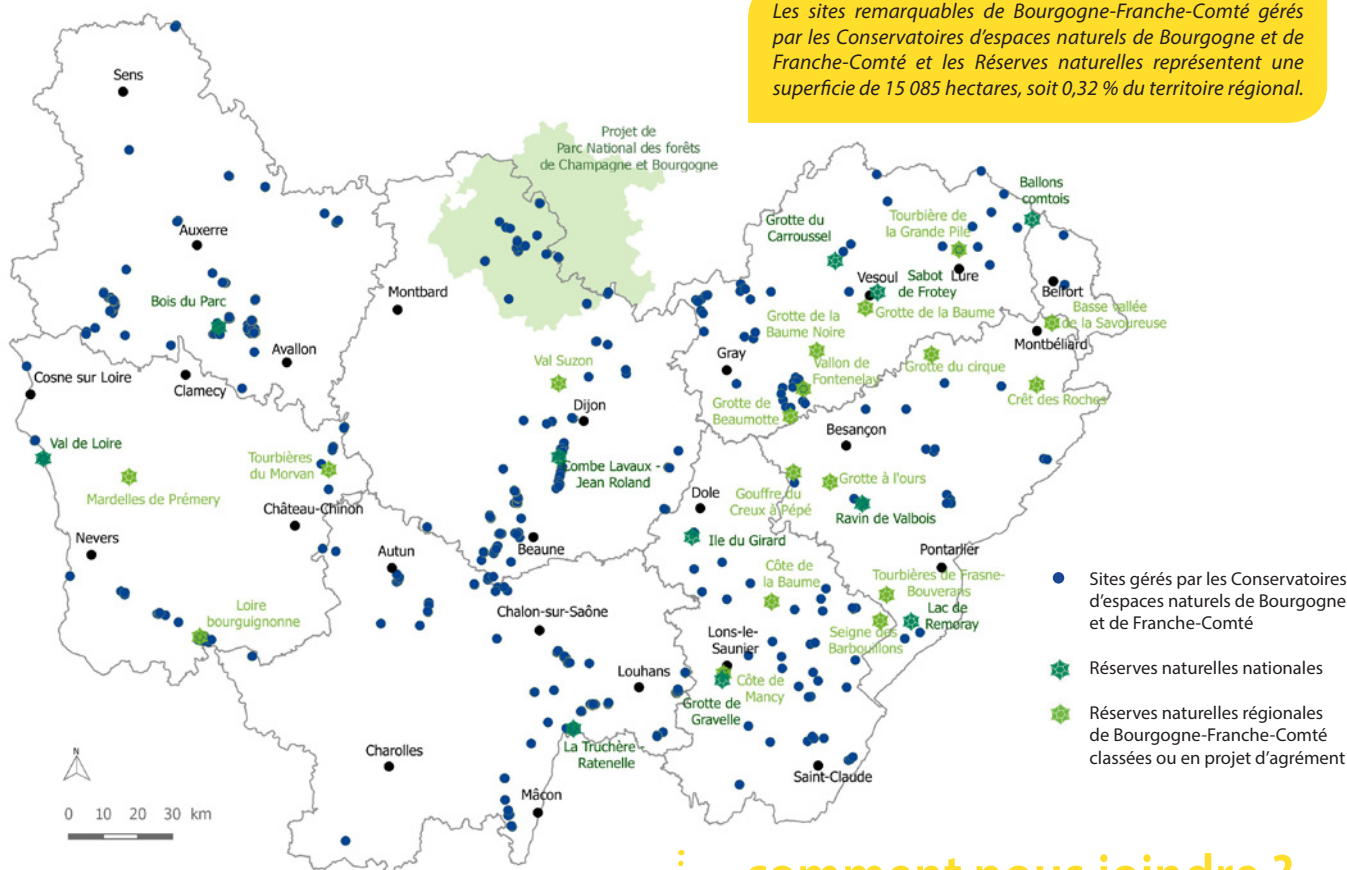 Les sites remarquables de Bourgogne-Franche-Comté gérés
par les Conservatoires d'espaces naturels de Bourgogne et de
Franche-Comté et les Réserves naturelles représentent une
superficie de 15 085 hectares, soit 0,32 % du territoire régional.
Sens
Projet de
Parc National des forêts
de Champagne et Bourgogne
Ballons
comtois
Grotte du
Carroussel
Tourbière de
la Grande Pile
Auxerre
Vesoul
Sabot
de Frotey
Lure
Belfort
Montbard
Bois du Parc
Grotte de la
Baume Noire
Grotte de la Baume
Basse vallée
de la Savoureuse
Montbéliard
Avallon
Val Suzon
Gray
Vallon de
Fontenelay
Grotte du cirque
Cosne sur Loire
Clamecy
Crêt des Roches
Dijon
Grotte de
Beaumotte
Besançon
Val de Loire
Tourbières
du Morvan
Combe Lavaux -
Jean Roland
Mardelles de Prémery
Grotte à l'ours
Dole
Gouffre du
Creux à Pépé
Château-Chinon
Ravin de Valbois
Nevers
Autun
Beaune
Ile du Girard
Pontarlier
Côte de
la Baume
Tourbières de Frasne-
Bouverans
Loire
bourguignonne
Chalon-sur-Saône
Lac de
Remoray
Lons-le-
Saunier
Seigne des
Barbouillons
Louhans
Côte de
Mancy
Grotte de
Gravelle
Charolles
La Truchère -
Ratenelle
Saint-Claude
Mâcon
N
0 10 20 30 km
Sites gérés par les Conservatoires
d'espaces naturels de Bourgogne
et de Franche-Comté
Réserves naturelles nationales
Réserves naturelles régionales
de Bourgogne-Franche-Comté
classées ou en projet d'agrément
comment nous joindre ?